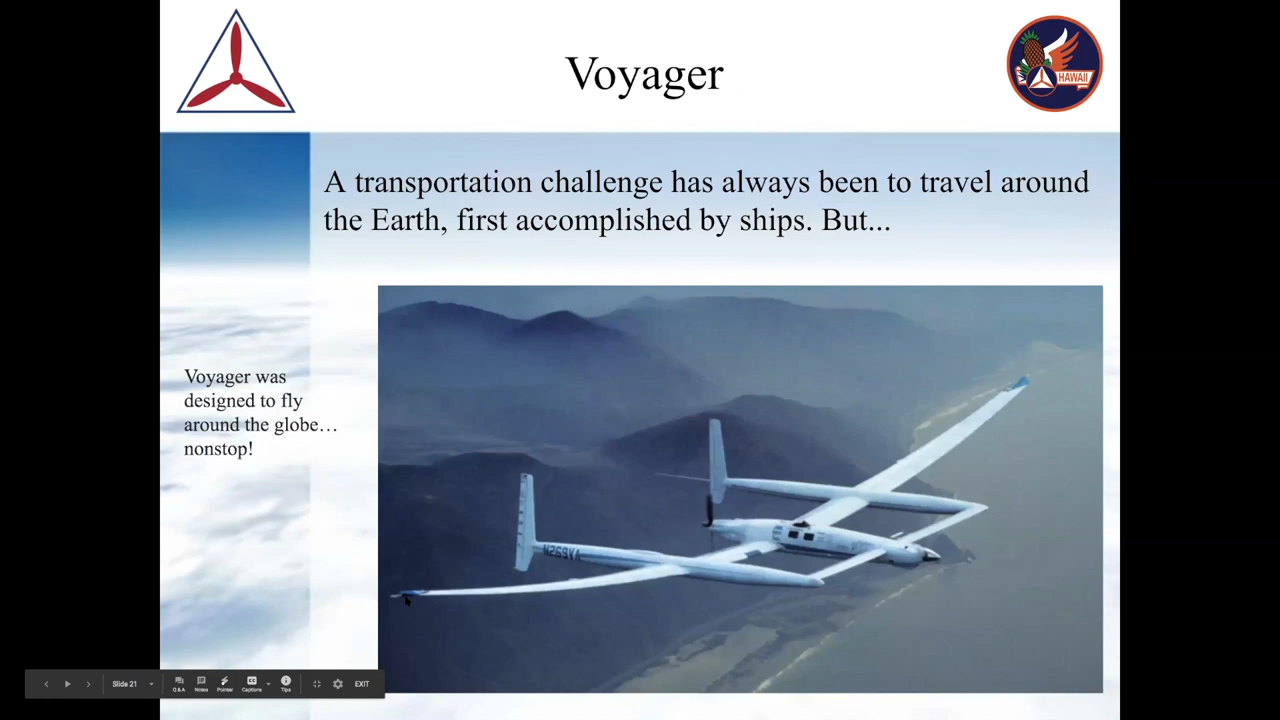 Voyager
HAWAII
A transportation challenge has always been to travel around
the Earth, first accomplished by ships. But...
Voyager was
designed to fly
around the globe…
nonstop!
N269VA
Slide 21
Q & A
Notes
Pointer
Captions
Tips
EXIT